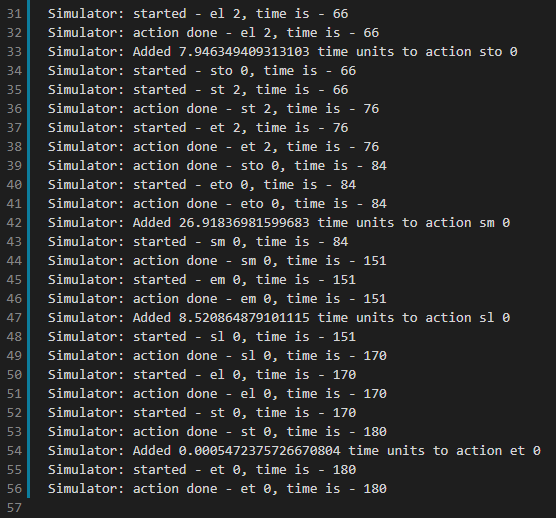 31 Simulator: started - el 2, time is - 66
32 Simulator: action done - el 2, time is - 66
33 Simulator: Added 7.946349409313103 time units to action sto 0
34 Simulator: started - sto 0, time is - 66
35 Simulator: started - st 2, time is - 66
36 Simulator: action done - st 2, time is - 76
37 Simulator: started - et 2, time is - 76
38 Simulator: action done - et 2, time is - 76
39 Simulator: action done - sto 0, time is - 84
40 Simulator: started - eto 0, time is - 84
41 Simulator: action done - eto 0, time is - 84
42 Simulator: Added 26.91836981599683 time units to action sm 0
43 Simulator: started - sm 0, time is - 84
44 Simulator: action done - sm 0, time is - 151
45 Simulator: started - em 0, time is - 151
46 Simulator: action done - em 0, time is - 151
47 Simulator: Added 8.520864879101115 time units to action sl 0
48 Simulator: started - sl 0, time is - 151
49 Simulator: action done - sl 0, time is - 170
50 Simulator: started - el 0, time is - 170
51 Simulator: action done - el 0, time is - 170
52 Simulator: started - st 0, time is - 170
53 Simulator: action done - st 0, time is - 180
54 Simulator: Added 0.0005472375726670804 time units to action et 0
55 Simulator: started - et 0, time is - 180
56 Simulator: action done - et 0, time is - 180
57